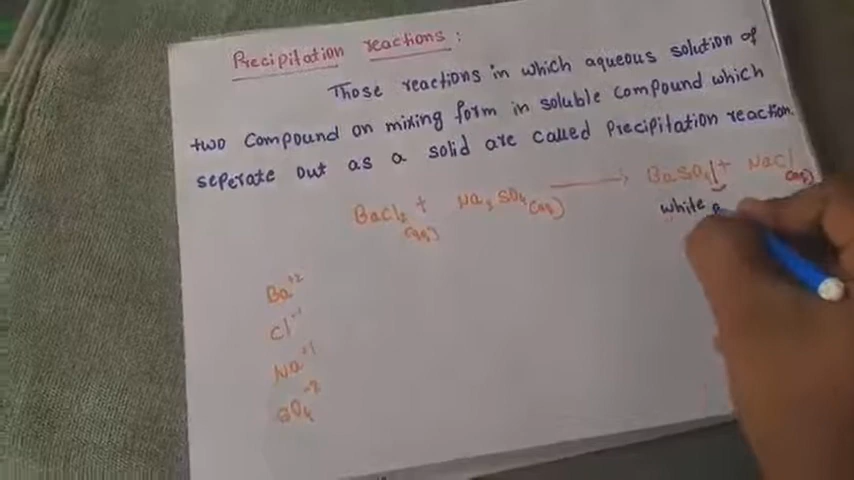 Precipitation reactions :
Those reactions in which aqueous solution of
two compound on mixing form in soluble compound which
seperate out as a solid are called Precipitation reaction.
BaCl₂ (aq) + Na₂SO₄ (aq) → BaSO₄↓ + NaCl (aq)
white
Ba⁺²
Cl⁻¹
Na⁺¹
SO₄⁻²